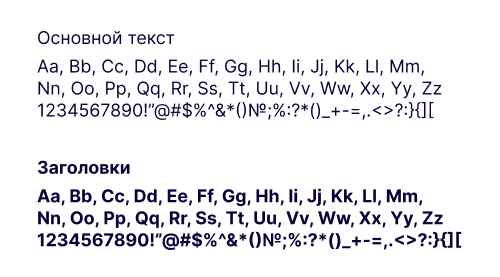 Основной текст
Aa, Bb, Cc, Dd, Ee, Ff, Gg, Hh, Ii, Jj, Kk, Ll, Mm,
Nn, Oo, Pp, Qq, Rr, Ss, Tt, Uu, Vv, Ww, Xx, Yy, Zz
1234567890!”@#$%^&*()№;%:?*()_+-=,.<>?:}{][
Заголовки
Aa, Bb, Cc, Dd, Ee, Ff, Gg, Hh, Ii, Jj, Kk, Ll, Mm,
Nn, Oo, Pp, Qq, Rr, Ss, Tt, Uu, Vv, Ww, Xx, Yy, Zz
1234567890!”@#$%^&*()№;%:?*()_+-=,.<>?:}{][